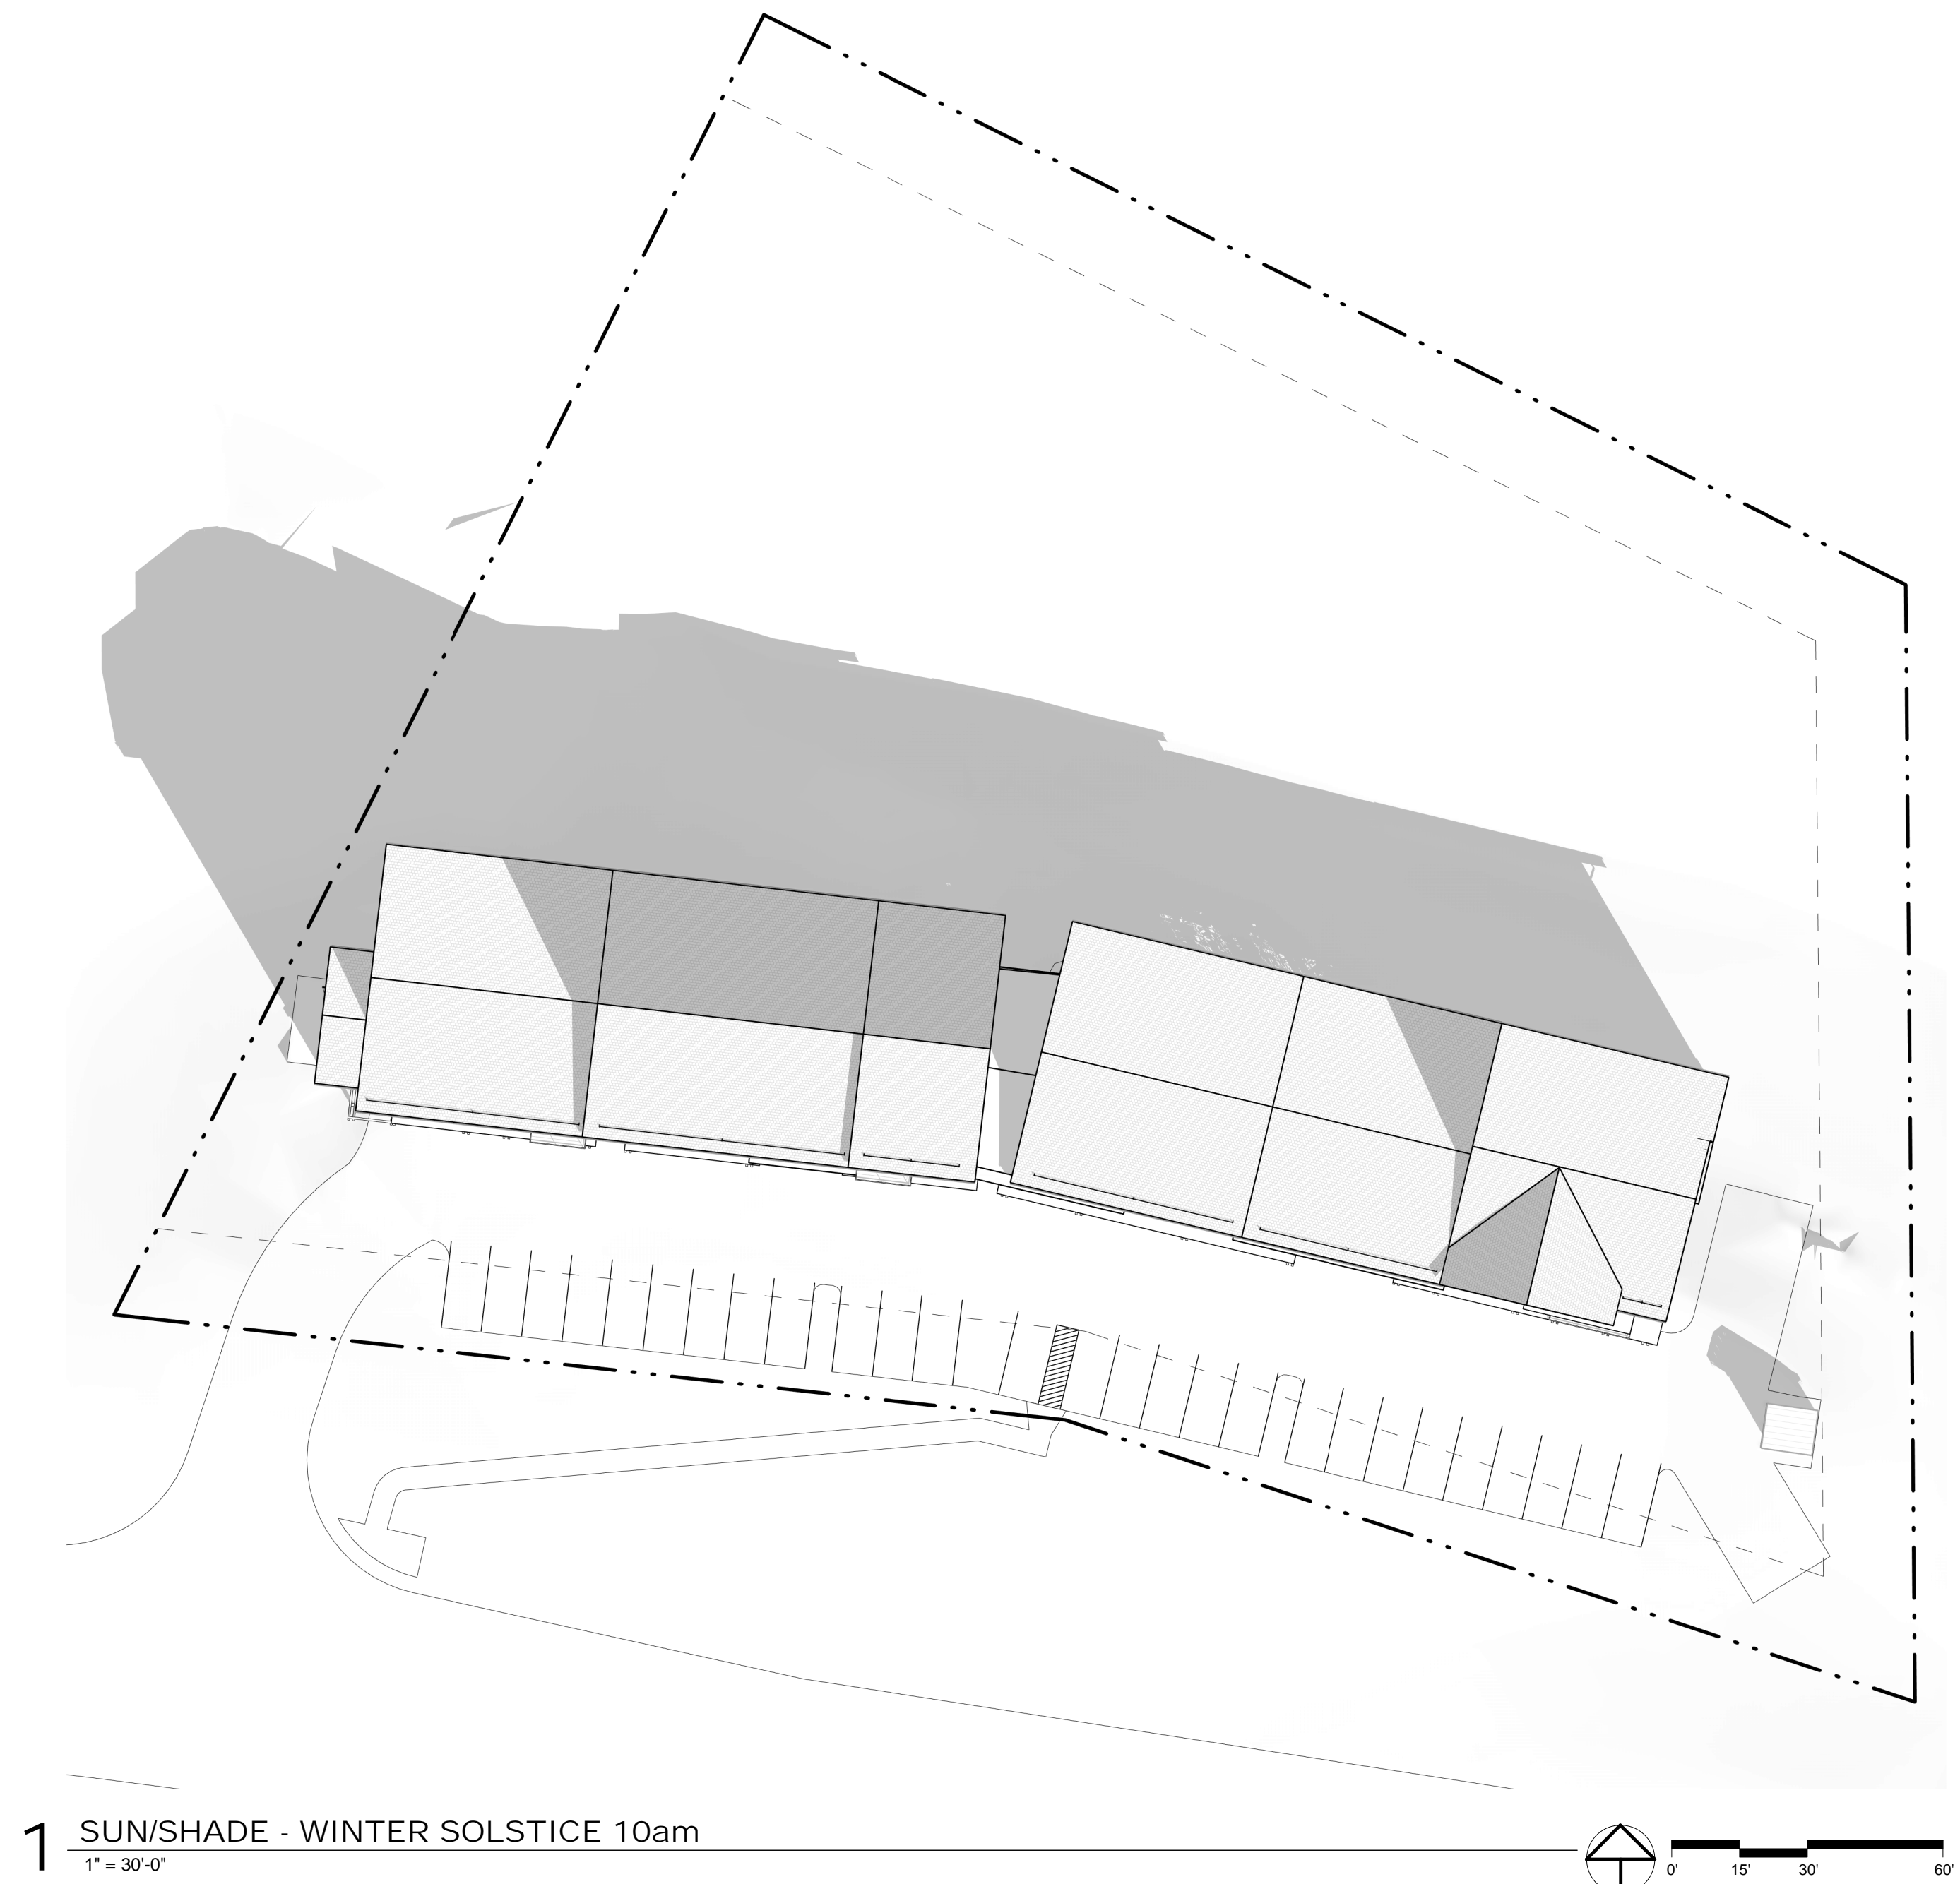 1
SUN/SHADE - WINTER SOLSTICE 10am
1" = 30'-0"
0' 15' 30' 60'